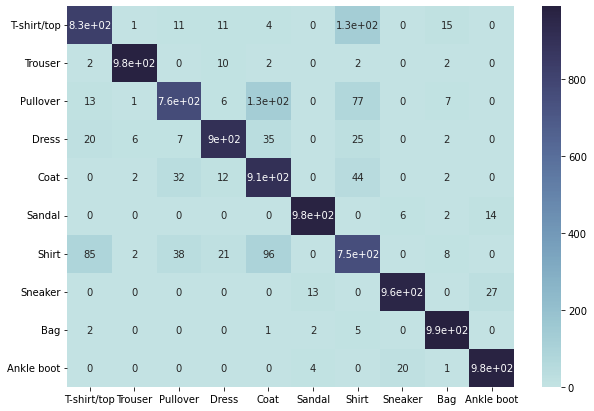 T-shirt/top 8.3e+02 1 11 11 4 0 1.3e+02 0 15 0
Trouser 2 9.8e+02 0 10 2 0 2 0 2 0
800
Pullover 13 1 7.6e+02 6 1.3e+02 0 77 0 7 0
Dress 20 6 7 9e+02 35 0 25 0 2 0
600
Coat 0 2 32 12 9.1e+02 0 44 0 2 0
Sandal 0 0 0 0 0 9.8e+02 0 6 2 14
400
Shirt 85 2 38 21 96 0 7.5e+02 0 8 0
Sneaker 0 0 0 0 0 13 0 9.6e+02 0 27
200
Bag 2 0 0 0 1 2 5 0 9.9e+02 0
Ankle boot 0 0 0 0 0 4 0 20 1 9.8e+02
0
T-shirt/top Trouser Pullover Dress Coat Sandal Shirt Sneaker Bag Ankle boot